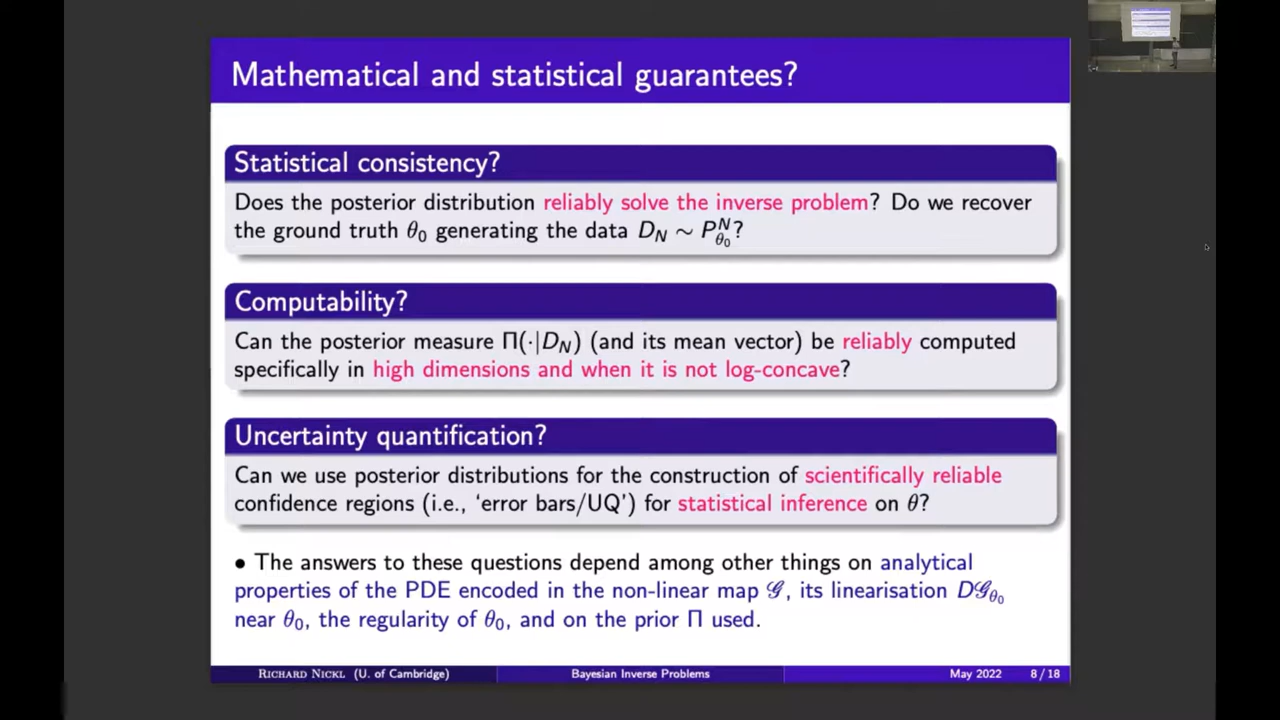 Mathematical and statistical guarantees?
Statistical consistency?
Does the posterior distribution reliably solve the inverse problem? Do we recover
the ground truth θ₀ generating the data D_N ∼ P^N_{θ₀}?
Computability?
Can the posterior measure Π(·|D_N) (and its mean vector) be reliably computed
specifically in high dimensions and when it is not log-concave?
Uncertainty quantification?
Can we use posterior distributions for the construction of scientifically reliable
confidence regions (i.e., ‘error bars/UQ’) for statistical inference on θ?
• The answers to these questions depend among other things on analytical
properties of the PDE encoded in the non-linear map 𝒢, its linearisation D𝒢_{θ₀}
near θ₀, the regularity of θ₀, and on the prior Π used.
Richard Nickl (U. of Cambridge) Bayesian Inverse Problems May 2022 8 / 18